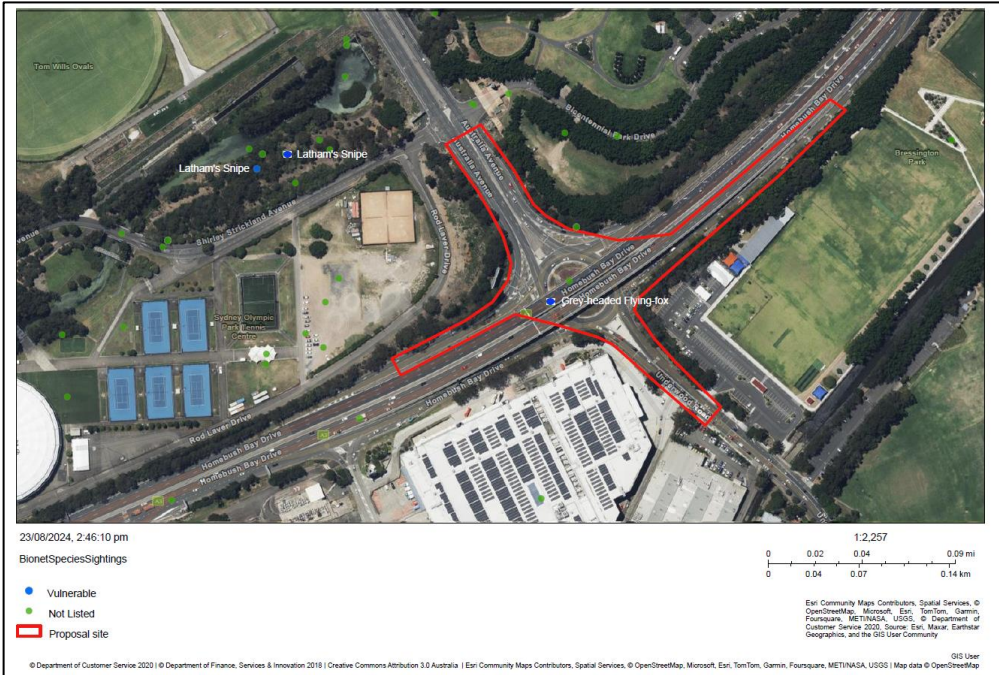 Tom Wills Ovals
Bicentennial Park Drive
Homebush Bay Drive
Australia Avenue
Australia Avenue
Bressington
Park
Latham's Snipe
Latham's Snipe
Shirley Strickland Avenue
Rod Laver Drive
Homebush Bay Drive
Homebush Bay Drive
Grey-headed Flying-fox
Sydney Olympic
Park Tennis
Centre
Homebush Bay Drive
Underwood Road
Rod Laver Drive
Homebush Bay Drive
Homebush Bay Drive
23/08/2024, 2:46:10 pm
1:2,257
BionetSpeciesSightings
0 0.02 0.04 0.09 mi
0 0.04 0.07 0.14 km
Vulnerable
Not Listed
Proposal site
Esri Community Maps Contributors, Spatial Services, ©
OpenStreetMap, Microsoft, Esri, TomTom, Garmin,
Foursquare, METI/NASA, USGS, © Department of
Customer Service 2020, Source: Esri, Maxar, Earthstar
Geographics, and the GIS User Community
GIS User
© Department of Customer Service 2020 | © Department of Finance, Services & Innovation 2018 | Creative Commons Attribution 3.0 Australia | Esri Community Maps Contributors, Spatial Services, © OpenStreetMap, Microsoft, Esri, TomTom, Garmin, Foursquare, METI/NASA, USGS | Map data © OpenStreetMap